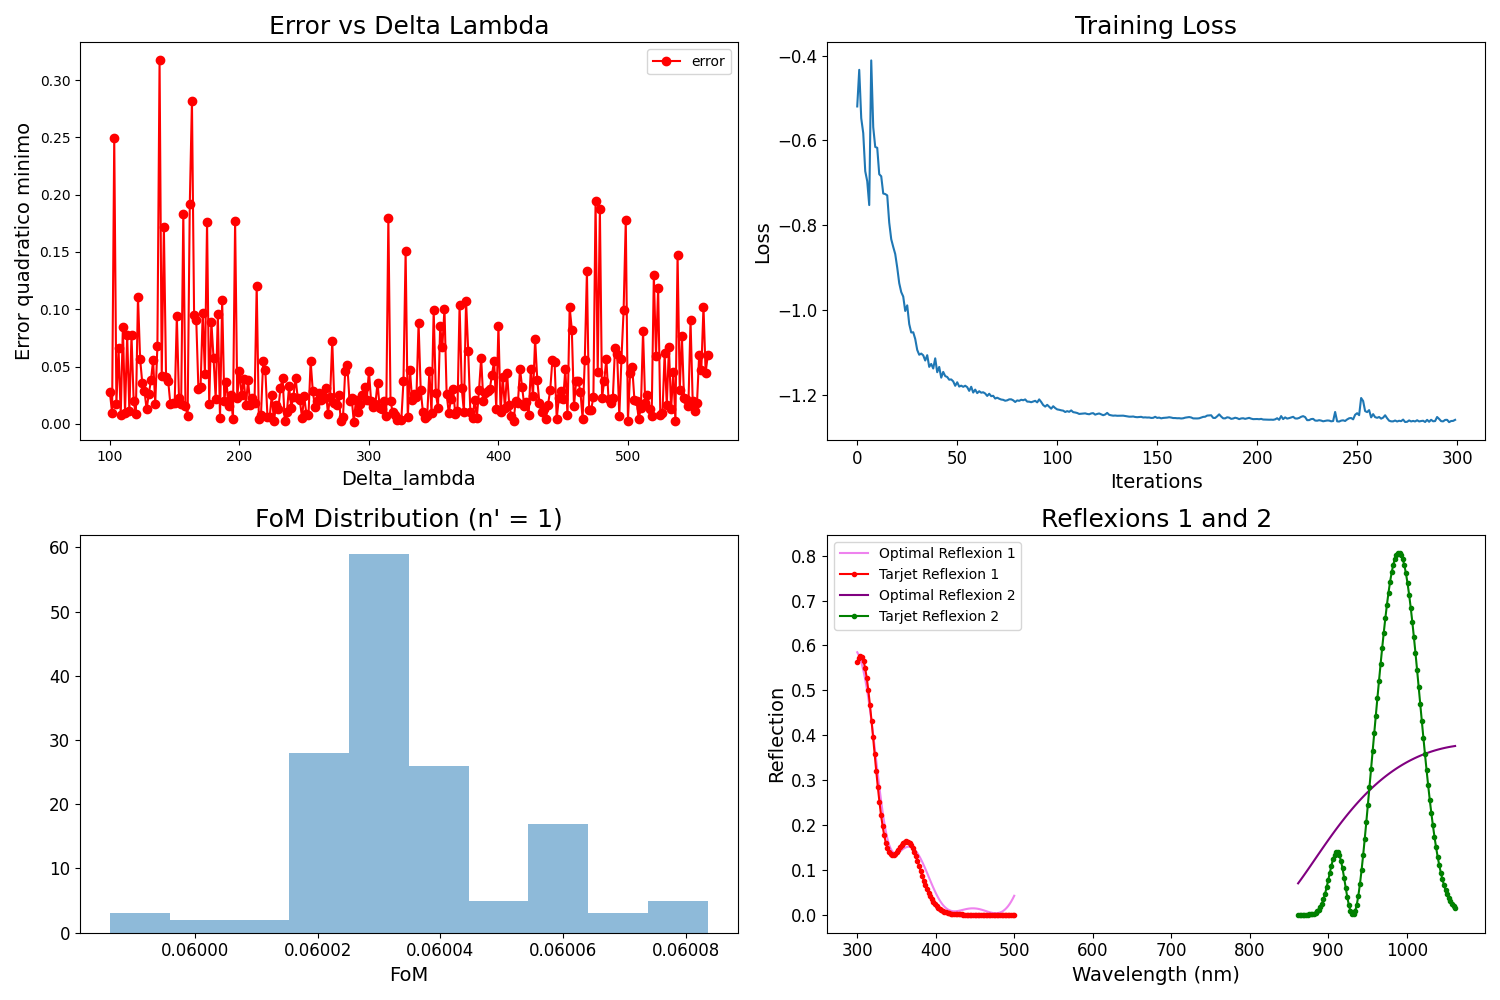 Error vs Delta Lambda
error
0.30
0.25
0.20
0.15
0.10
0.05
0.00
Error quadratico minimo
100 200 300 400 500
Delta_lambda
Training Loss
−0.4
−0.6
−0.8
−1.0
−1.2
Loss
0 50 100 150 200 250 300
Iterations
FoM Distribution (n' = 1)
60
50
40
30
20
10
0
0.06000 0.06002 0.06004 0.06006 0.06008
FoM
Reflexions 1 and 2
Optimal Reflexion 1
Tarjet Reflexion 1
Optimal Reflexion 2
Tarjet Reflexion 2
0.8
0.7
0.6
0.5
0.4
0.3
0.2
0.1
0.0
Reflection
300 400 500 600 700 800 900 1000
Wavelength (nm)